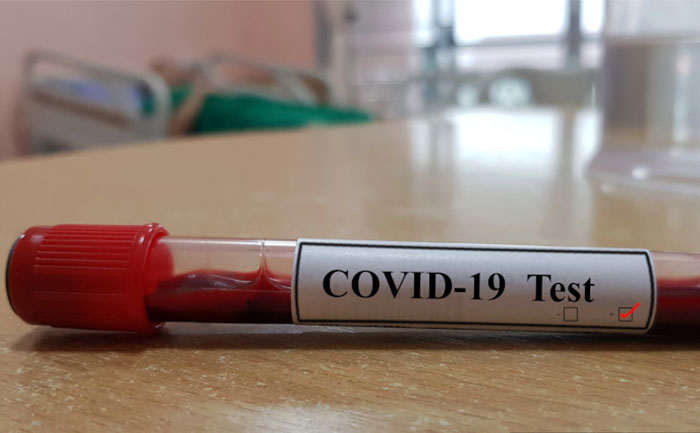 COVID-19 Test
- ☐ + ☑